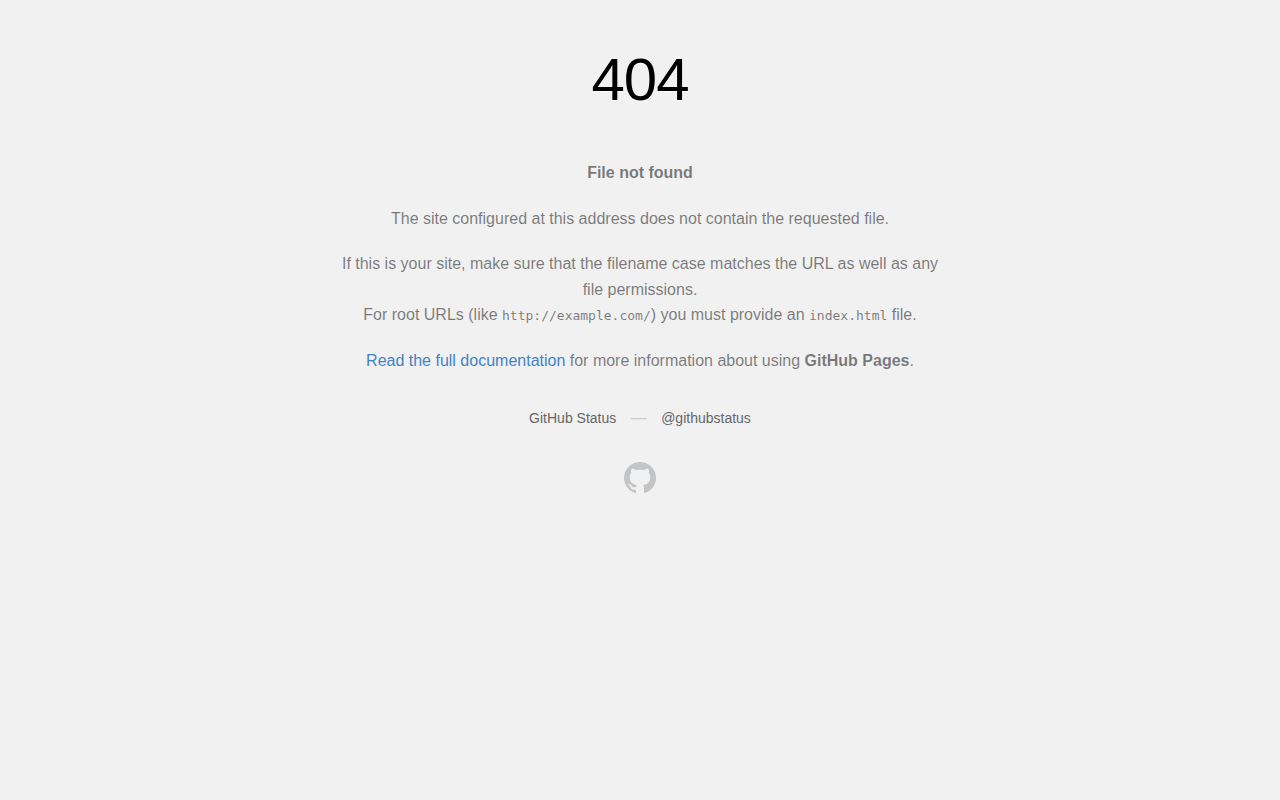 404
File not found
The site configured at this address does not contain the requested file.
If this is your site, make sure that the filename case matches the URL as well as any
file permissions.
For root URLs (like http://example.com/) you must provide an index.html file.
Read the full documentation for more information about using GitHub Pages.
GitHub Status — @githubstatus